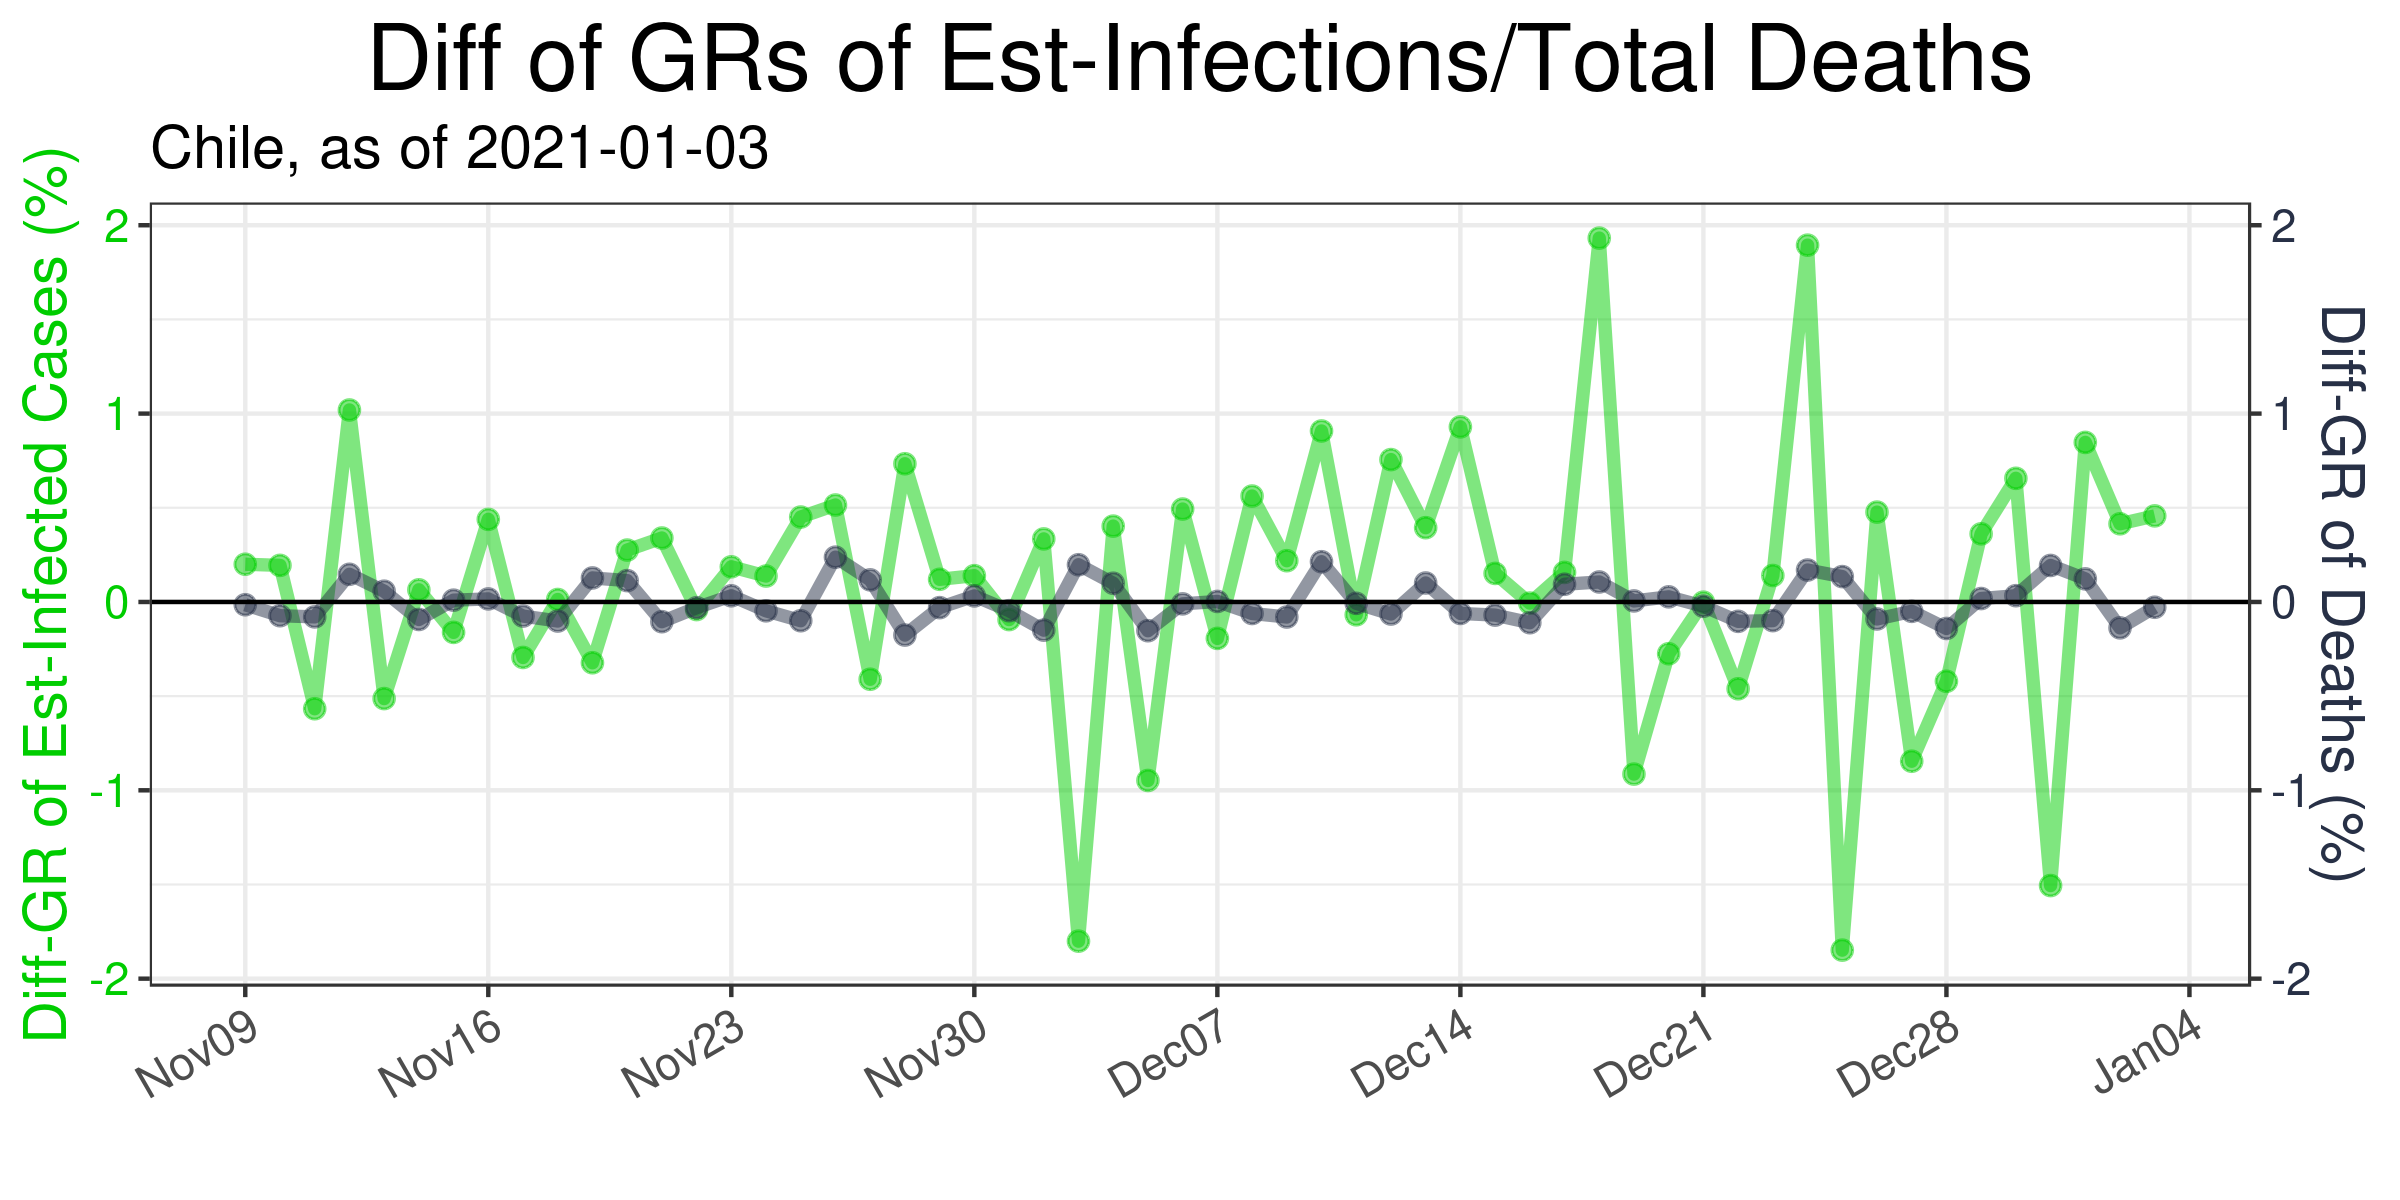 Diff of GRs of Est-Infections/Total Deaths
Chile, as of 2021-01-03
Diff-GR of Est-Infected Cases (%)
2
1
0
-1
-2
2
1
0
-1
-2
Diff-GR of Deaths (%)
Nov09
Nov16
Nov23
Nov30
Dec07
Dec14
Dec21
Dec28
Jan04